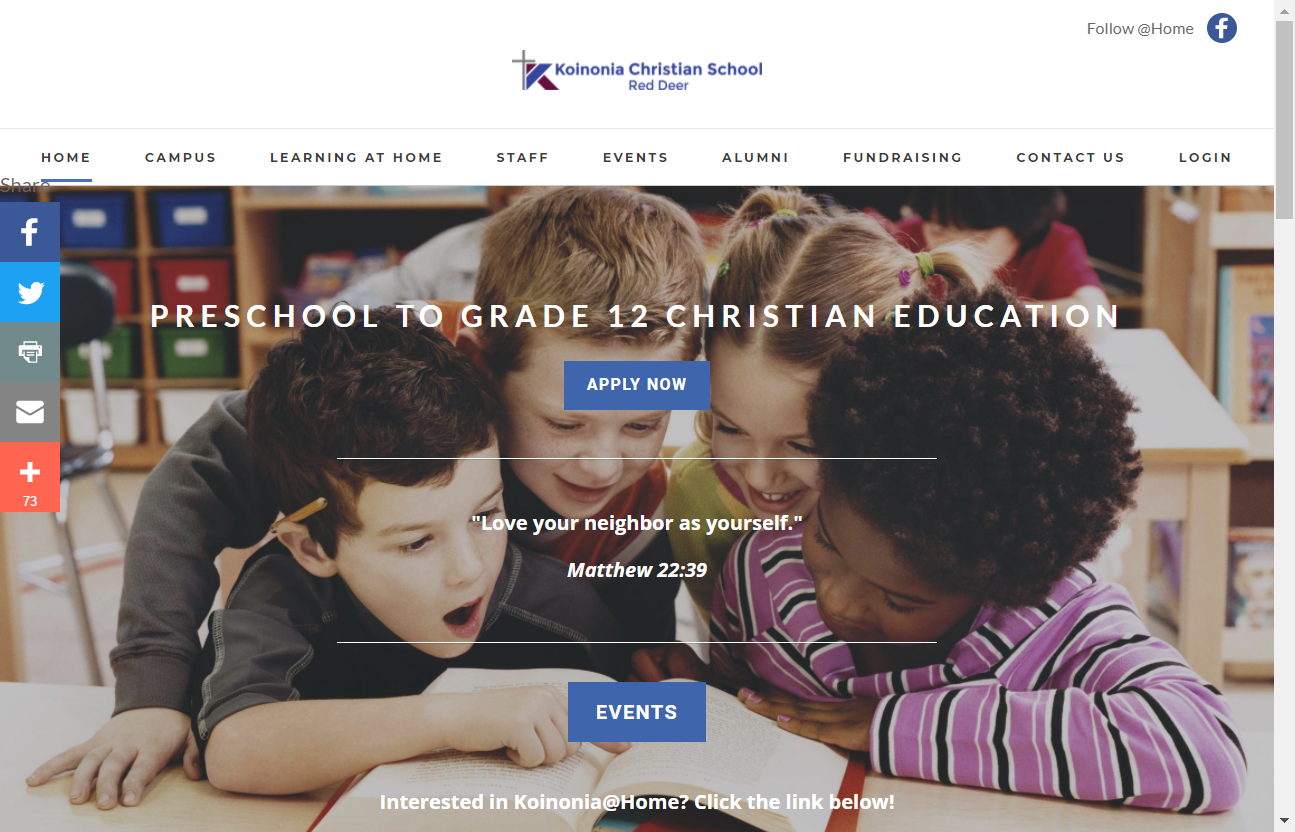 Follow @Home
Koinonia Christian School
Red Deer
HOME CAMPUS LEARNING AT HOME STAFF EVENTS ALUMNI FUNDRAISING CONTACT US LOGIN
Share
PRESCHOOL TO GRADE 12 CHRISTIAN EDUCATION
APPLY NOW
73
"Love your neighbor as yourself."
Matthew 22:39
EVENTS
Interested in Koinonia@Home? Click the link below!